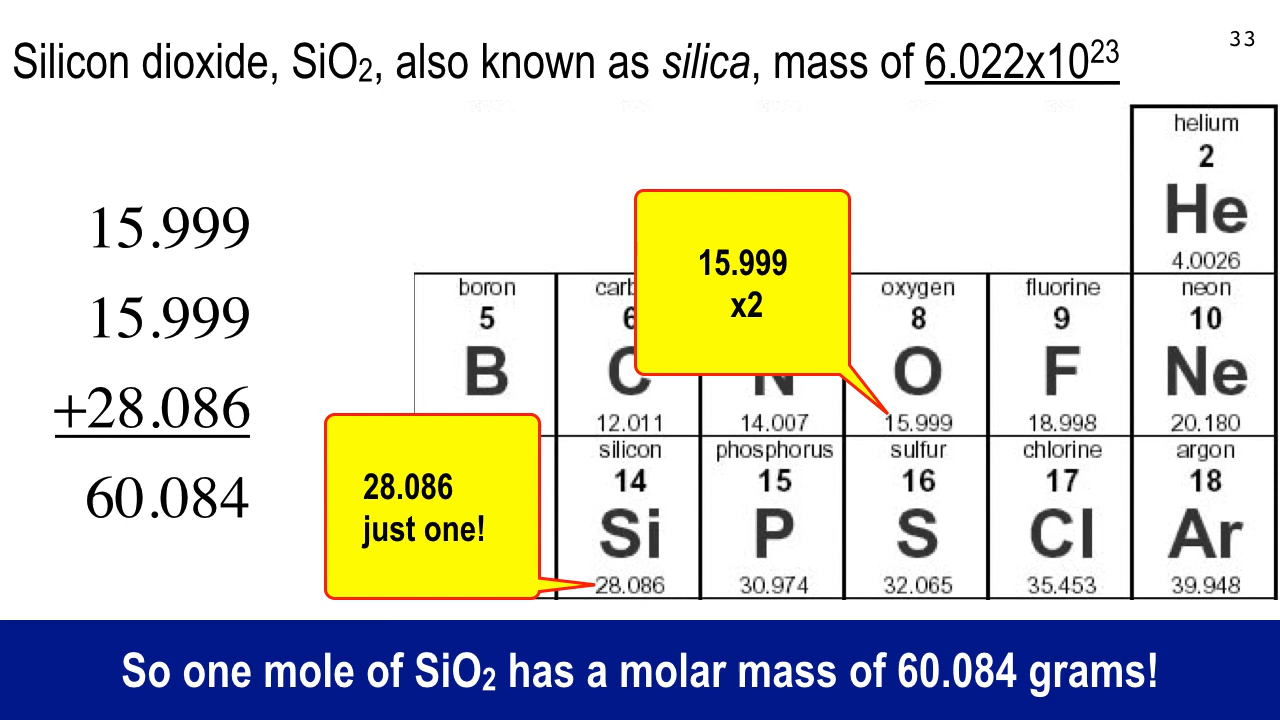 33
Silicon dioxide, SiO₂, also known as silica, mass of 6.022x10²³
15.999
15.999
+28.086
60.084
15.999
x2
28.086
just one!
helium
2
He
4.0026
boron
5
B
6
C
12.011
N
14.007
oxygen
8
O
15.999
fluorine
9
F
18.998
neon
10
Ne
20.180
silicon
14
Si
28.086
phosphorus
15
P
30.974
sulfur
16
S
32.065
chlorine
17
Cl
35.453
argon
18
Ar
39.948
So one mole of SiO₂ has a molar mass of 60.084 grams!